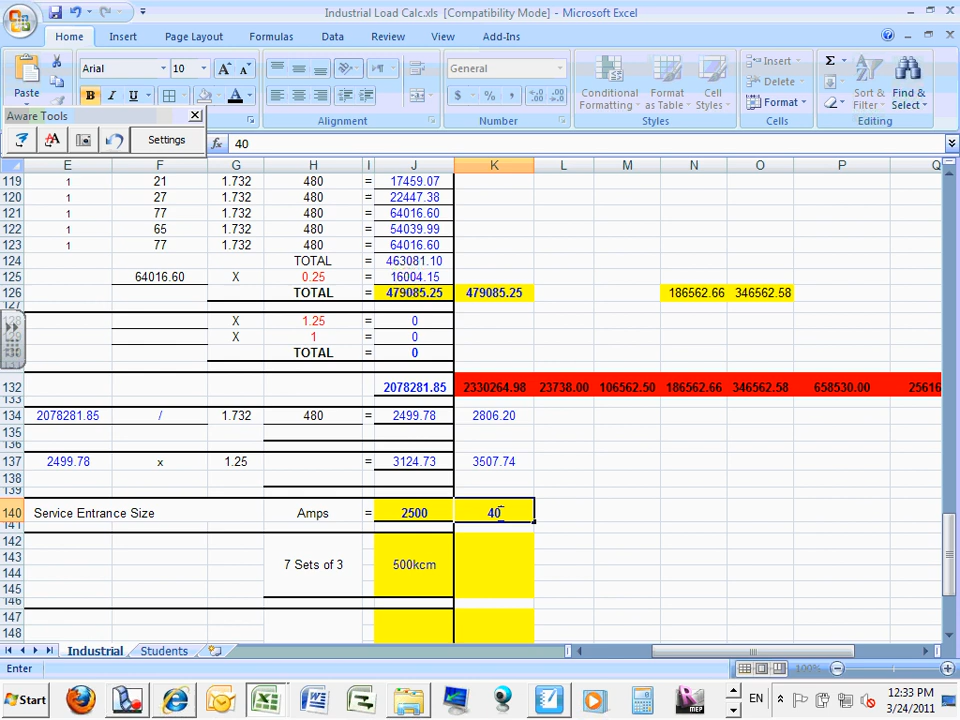 Industrial Load Calc.xls [Compatibility Mode] - Microsoft Excel
Home Insert Page Layout Formulas Data Review View Add-Ins
Paste Arial 10 A A General Conditional Formatting Format as Table Cell Styles Insert Delete Format Σ Sort & Filter Find & Select
B I U A $ % ,
Alignment Number Styles Cells Editing
Aware Tools
Settings
fx 40
E F G H I J K L M N O P Q
119 1 21 1.732 480 = 17459.07
120 1 27 1.732 480 = 22447.38
121 1 77 1.732 480 = 64016.60
122 1 65 1.732 480 = 54039.99
123 1 77 1.732 480 = 64016.60
124 TOTAL = 463081.10
125 64016.60 X 0.25 = 16004.15
126 TOTAL = 479085.25 479085.25 186562.66 346562.58
127
128 X 1.25 = 0
129 X 1 = 0
TOTAL = 0
132 2078281.85 2330264.98 23738.00 106562.50 186562.66 346562.58 658530.00 25616
133
134 2078281.85 / 1.732 480 = 2499.78 2806.20
135
136
137 2499.78 x 1.25 = 3124.73 3507.74
138
139
140 Service Entrance Size Amps = 2500 40
141
142
143 7 Sets of 3 500kcm
144
145
146
147
148
Industrial Students
Enter 100%
Start EN 12:33 PM
3/24/2011
MEP